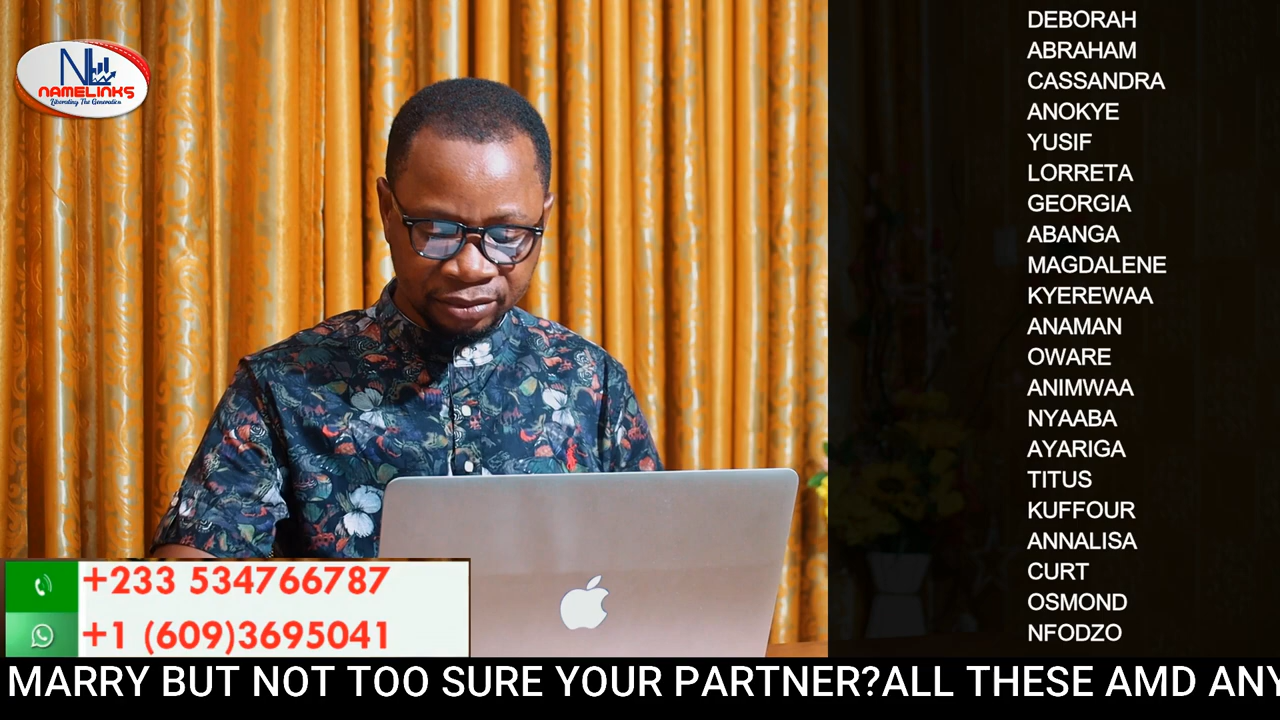 NL
NAMELINKS
Liberating The Generation
DEBORAH
ABRAHAM
CASSANDRA
ANOKYE
YUSIF
LORRETA
GEORGIA
ABANGA
MAGDALENE
KYEREWAA
ANAMAN
OWARE
ANIMWAA
NYAABA
AYARIGA
TITUS
KUFFOUR
ANNALISA
CURT
OSMOND
NFODZO
+233 534766787
+1 (609)3695041
MARRY BUT NOT TOO SURE YOUR PARTNER?ALL THESE AMD ANY